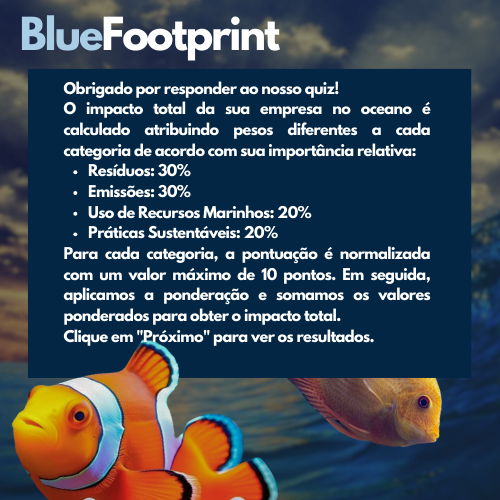 BlueFootprint
Obrigado por responder ao nosso quiz!
O impacto total da sua empresa no oceano é
calculado atribuindo pesos diferentes a cada
categoria de acordo com sua importância relativa:
• Resíduos: 30%
• Emissões: 30%
• Uso de Recursos Marinhos: 20%
• Práticas Sustentáveis: 20%
Para cada categoria, a pontuação é normalizada
com um valor máximo de 10 pontos. Em seguida,
aplicamos a ponderação e somamos os valores
ponderados para obter o impacto total.
Clique em "Próximo" para ver os resultados.